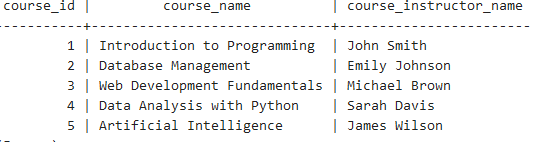 course_id | course_name | course_instructor_name
1 | Introduction to Programming | John Smith
2 | Database Management | Emily Johnson
3 | Web Development Fundamentals | Michael Brown
4 | Data Analysis with Python | Sarah Davis
5 | Artificial Intelligence | James Wilson